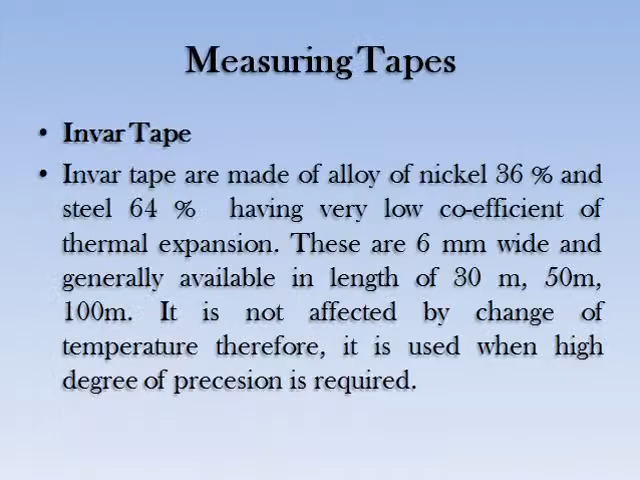 Measuring Tapes
• Invar Tape
• Invar tape are made of alloy of nickel 36 % and
steel 64 % having very low co-efficient of
thermal expansion. These are 6 mm wide and
generally available in length of 30 m, 50m,
100m. It is not affected by change of
temperature therefore, it is used when high
degree of precesion is required.